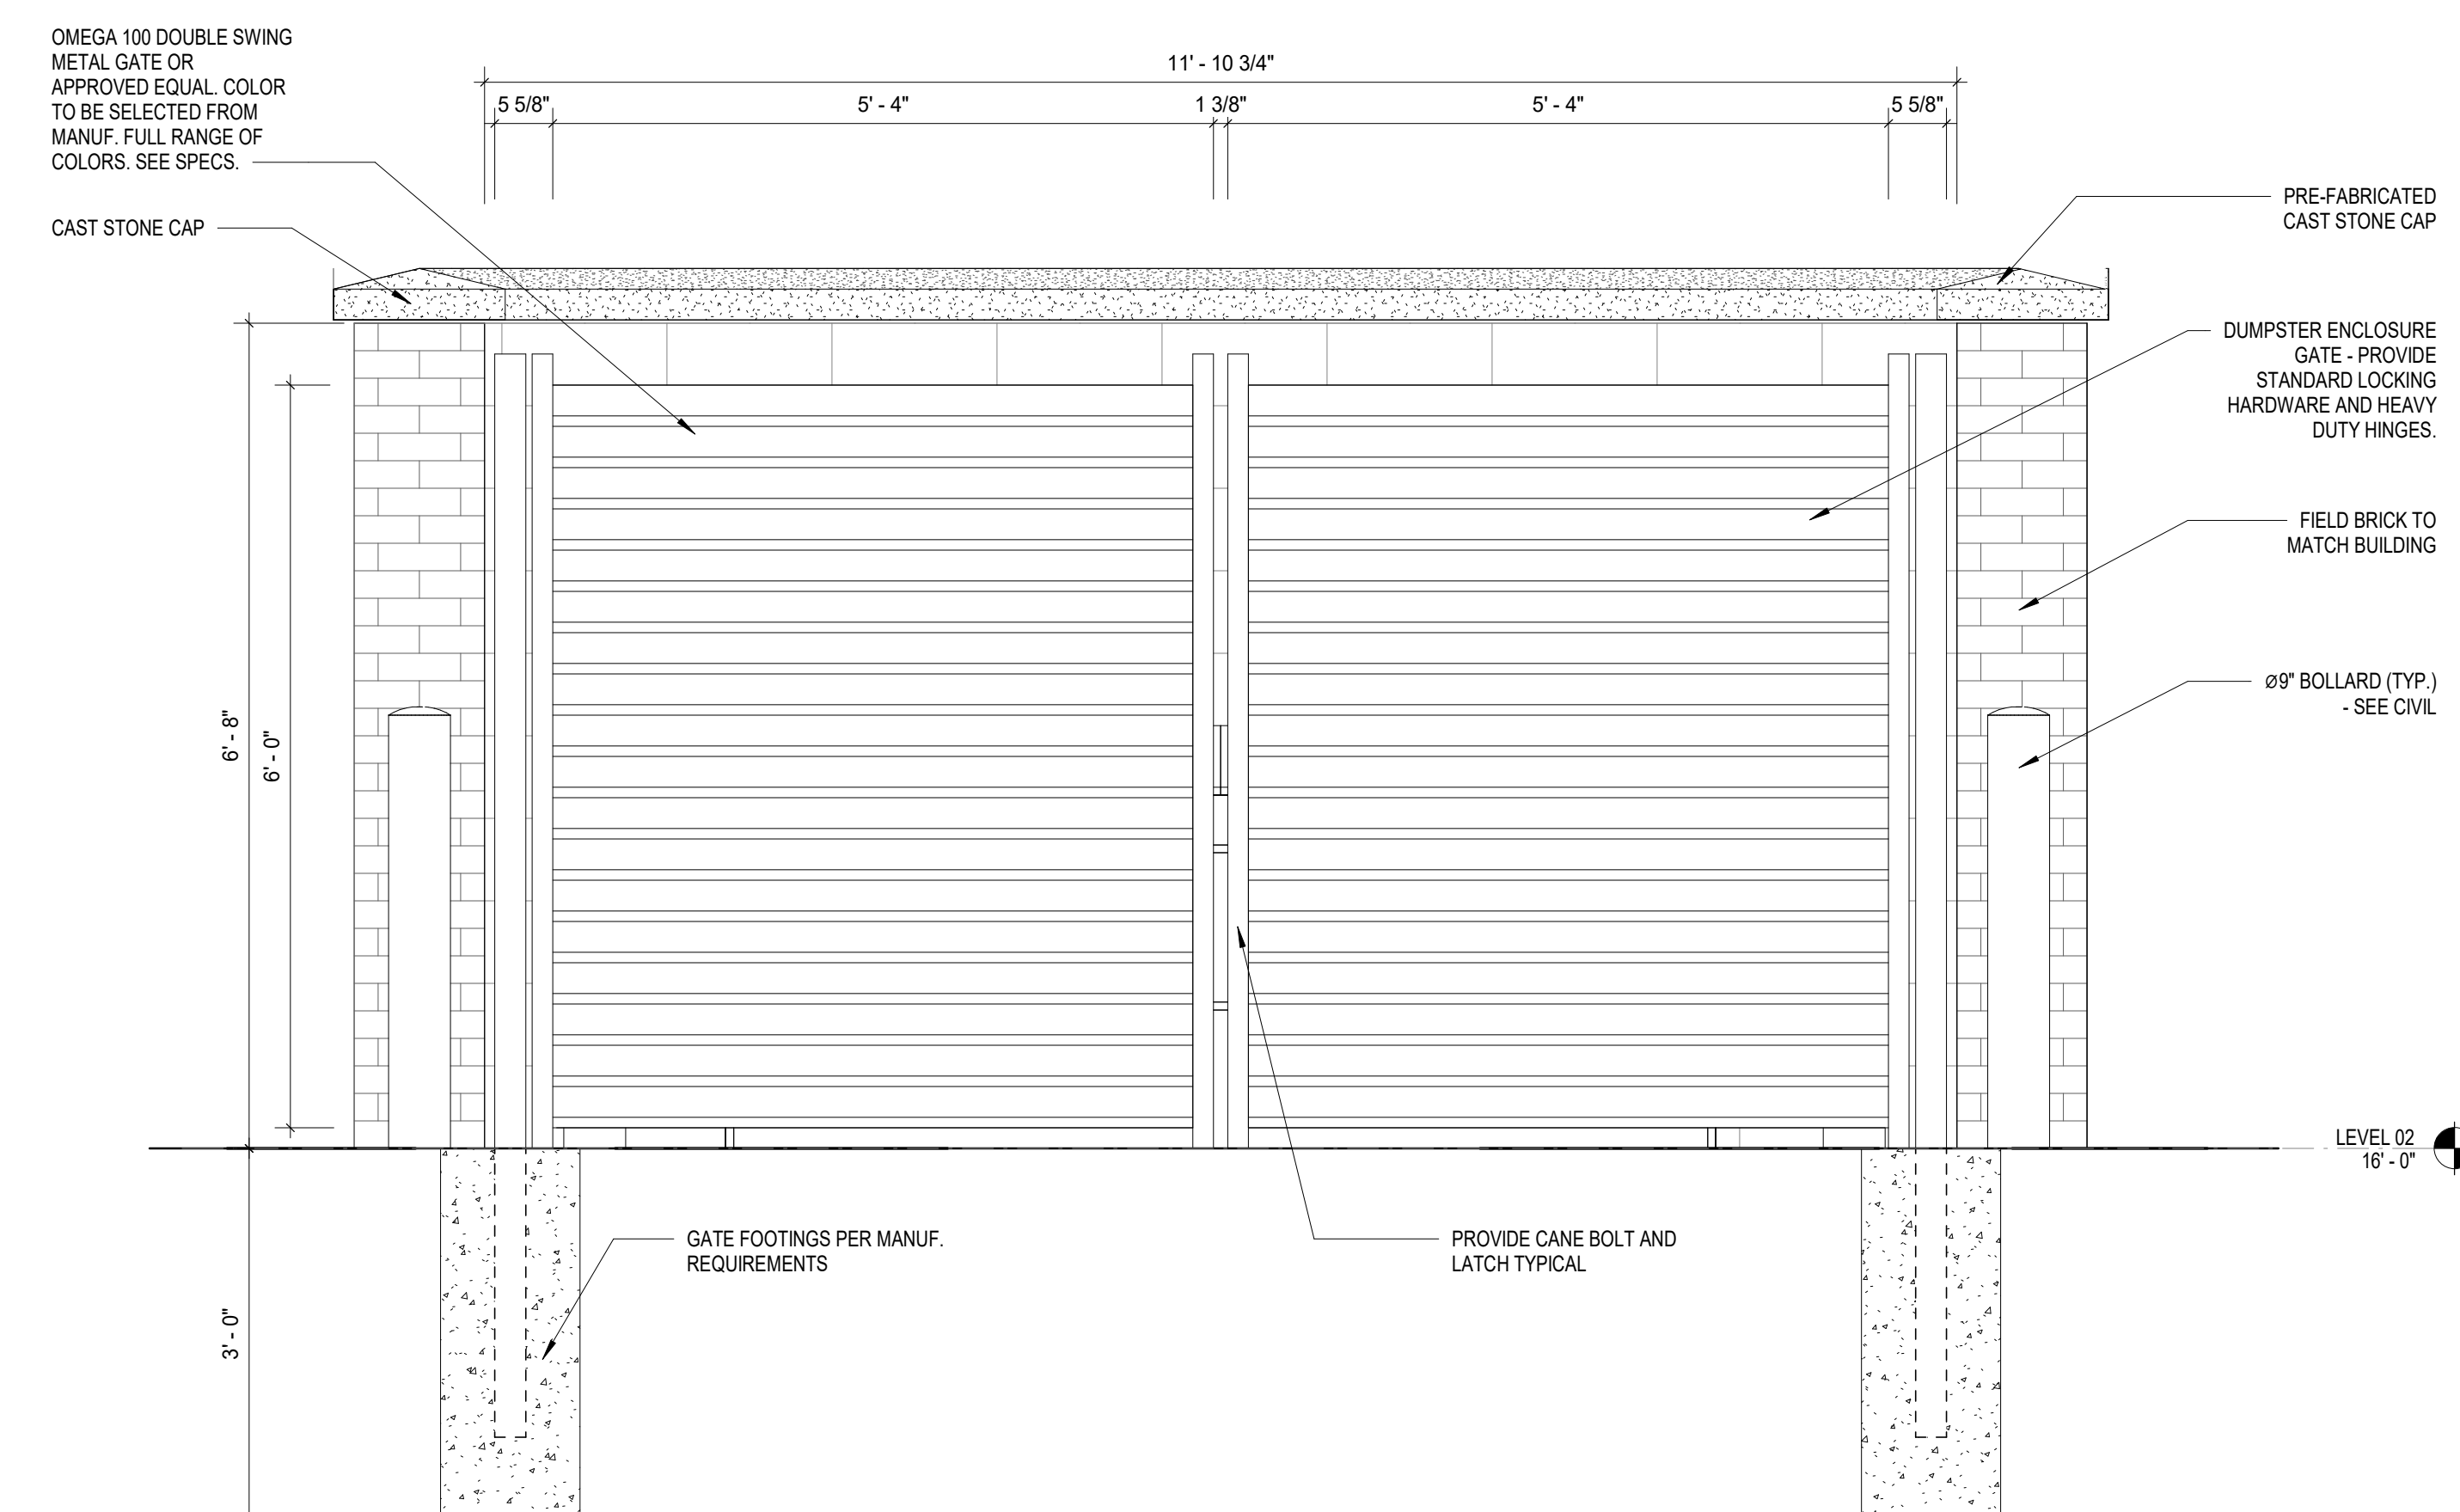 OMEGA 100 DOUBLE SWING
METAL GATE OR
APPROVED EQUAL. COLOR
TO BE SELECTED FROM
MANUF. FULL RANGE OF
COLORS. SEE SPECS.
CAST STONE CAP
11' - 10 3/4"
5 5/8"
5' - 4"
1 3/8"
5' - 4"
5 5/8"
PRE-FABRICATED
CAST STONE CAP
DUMPSTER ENCLOSURE
GATE - PROVIDE
STANDARD LOCKING
HARDWARE AND HEAVY
DUTY HINGES.
FIELD BRICK TO
MATCH BUILDING
⌀9" BOLLARD (TYP.)
- SEE CIVIL
6' - 8"
6' - 0"
LEVEL 02
16' - 0"
GATE FOOTINGS PER MANUF.
REQUIREMENTS
PROVIDE CANE BOLT AND
LATCH TYPICAL
3' - 0"